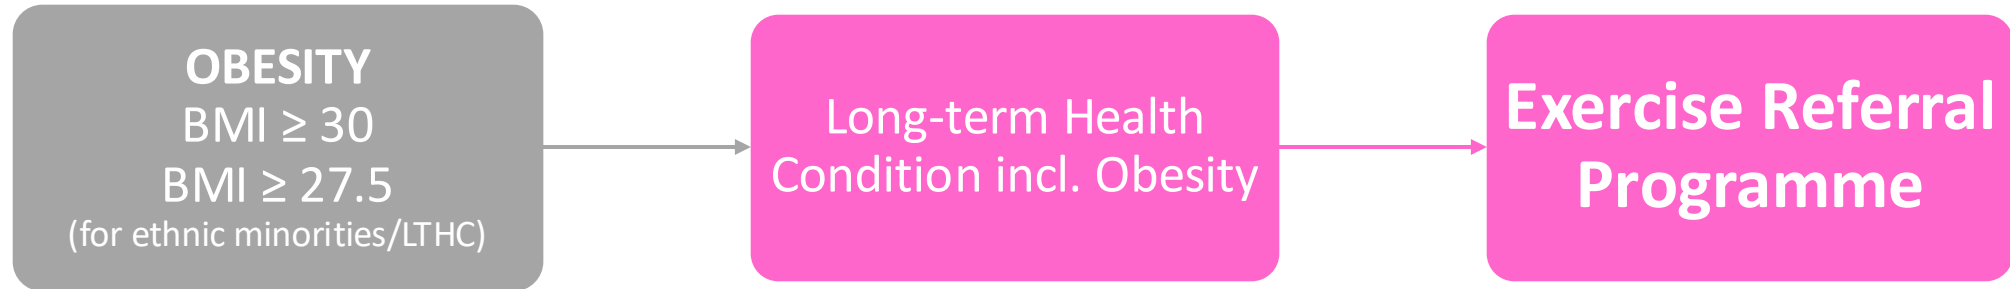 OBESITY
BMI ≥ 30
BMI ≥ 27.5
(for ethnic minorities/LTHC)
Long-term Health
Condition incl. Obesity
Exercise Referral
Programme